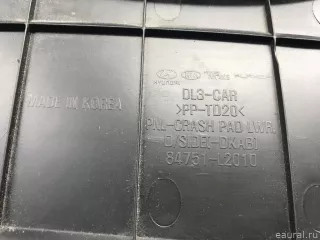 HYUNDAI
MADE IN KOREA
DL3-CAR
>PP-TD20<
PNL-CRASH PAD LWR
84751-L2010
© eaural.ru